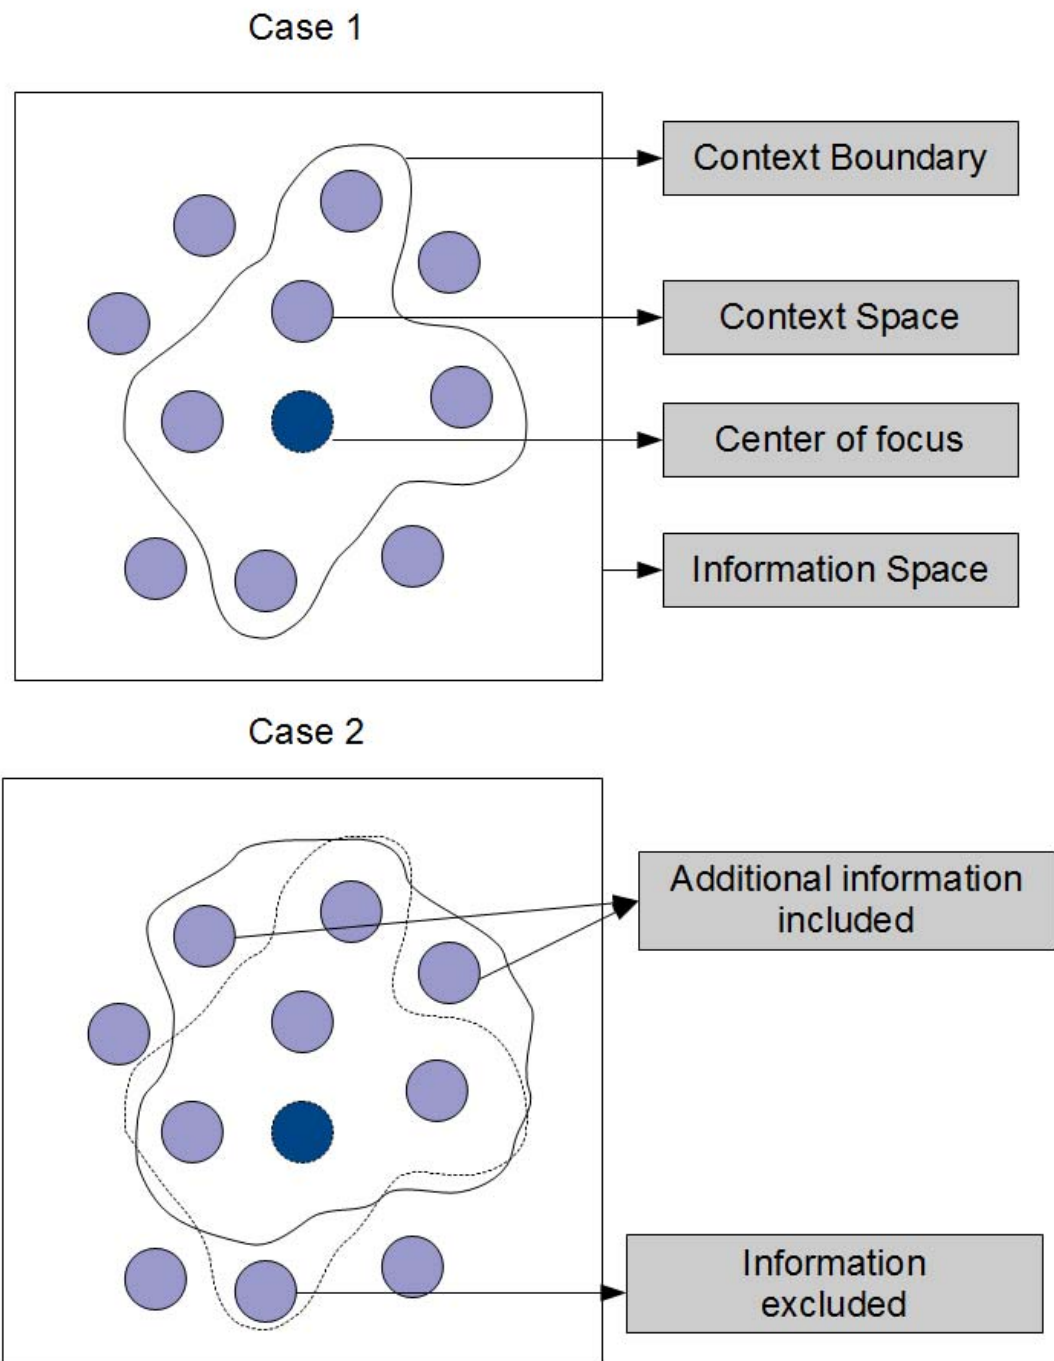 Case 1
Context Boundary
Context Space
Center of focus
Information Space
Case 2
Additional information
included
Information
excluded